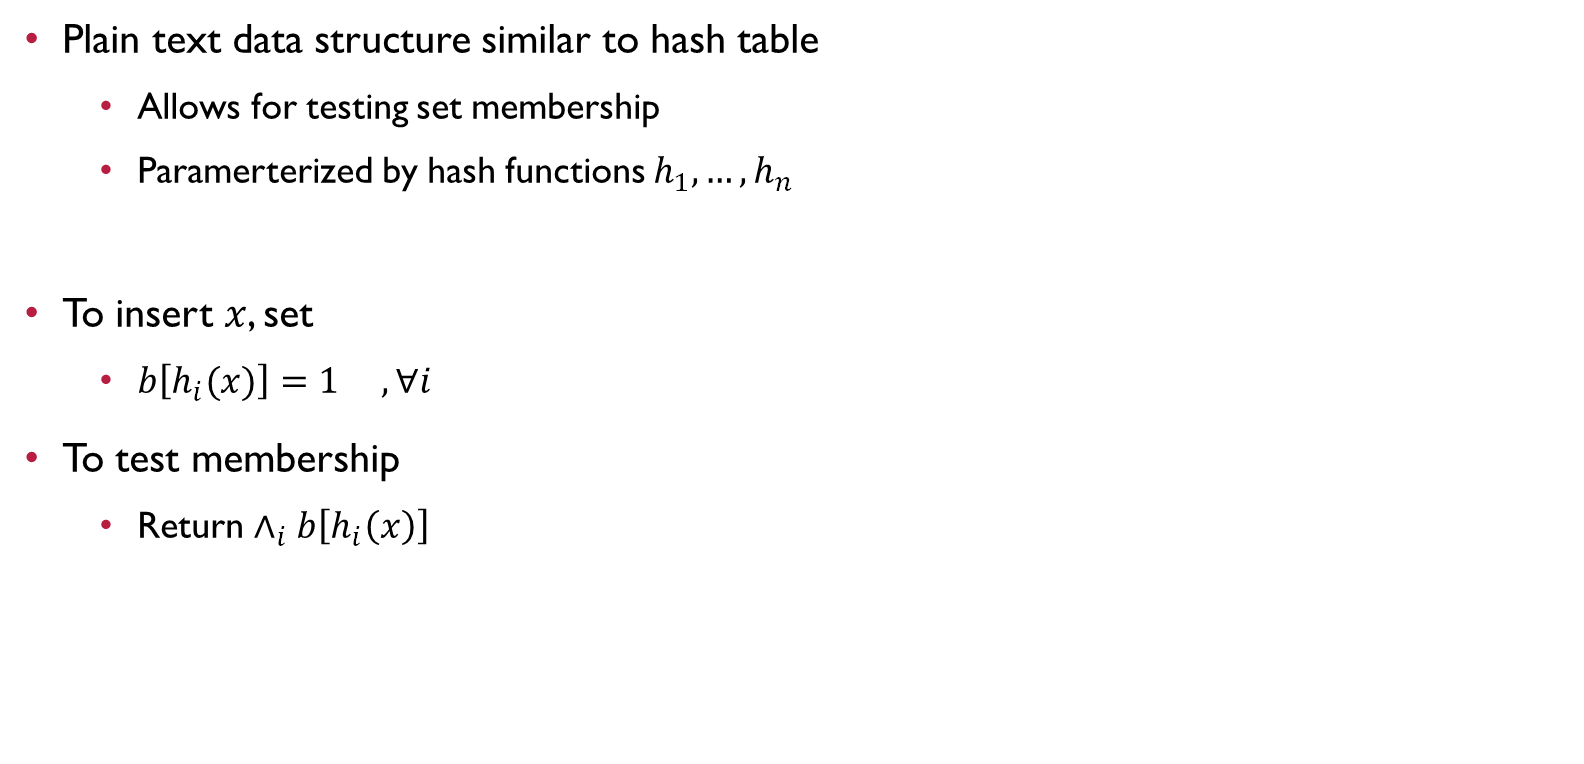 • Plain text data structure similar to hash table
• Allows for testing set membership
• Paramerterized by hash functions h₁, … , hₙ
• To insert x, set
• b[hᵢ(x)] = 1 , ∀i
• To test membership
• Return ∧ᵢ b[hᵢ(x)]